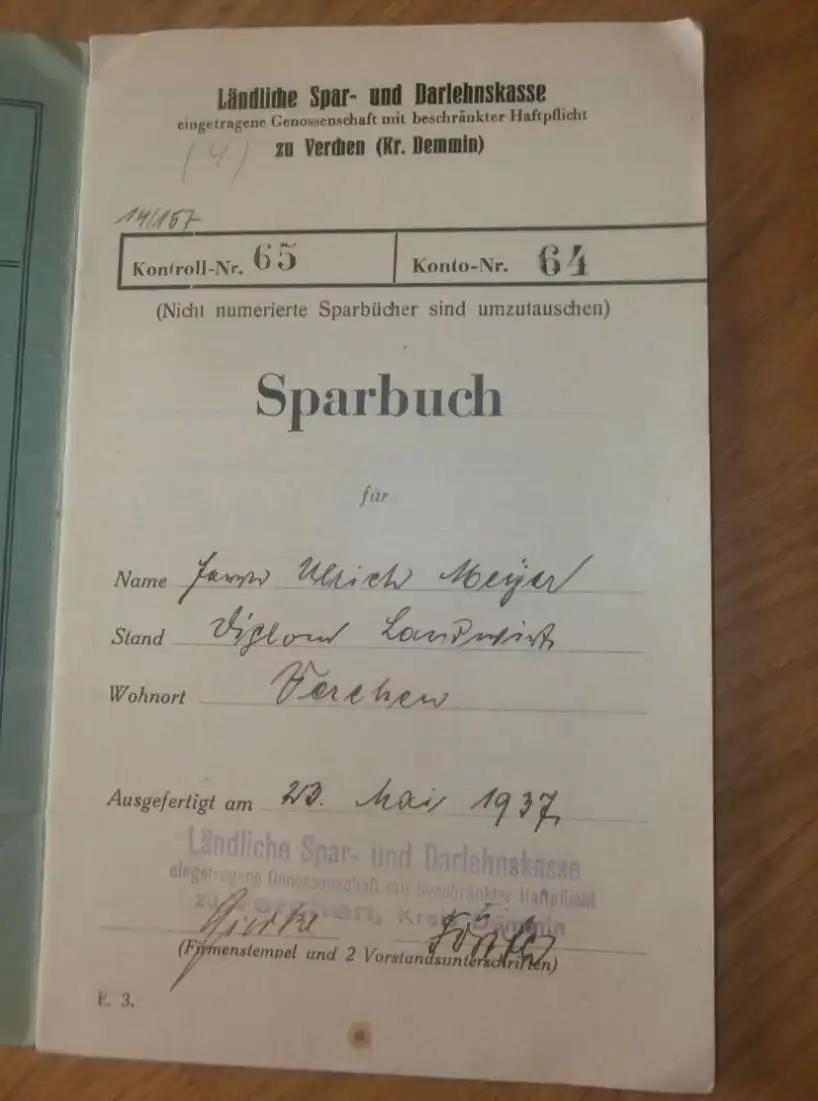 Ländliche Spar- und Darlehnskasse
eingetragene Genossenschaft mit beschränkter Haftpflicht
(4)
zu Verchen (Kr. Demmin)
14/157
Kontroll-Nr. 65 Konto-Nr. 64
(Nicht numerierte Sparbücher sind umzutauschen)
Sparbuch
für
Name Ulrich Meyer
Stand Diplom Landwirt
Wohnort Verchen
Ausgefertigt am 23. Mai 1937
Ländliche Spar- und Darlehnskasse
eingetragene Genossenschaft mit beschränkter Haftpflicht
zu Verchen, Kreis Demmin
(Firmenstempel und 2 Vorstandsunterschriften)
E. 3.